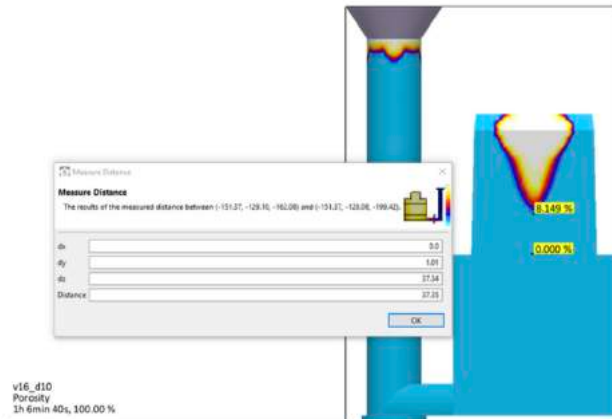 Measure Distance
Measure Distance
The results of the measured distance between (-151.37, -129.10, -162.08) and (-151.37, -128.08, -199.42).
dx 0.0
dy 1.01
dz 37.34
Distance 37.35
OK
8.149 %
0.000 %
v16_d10
Porosity
1h 6min 40s, 100.00 %